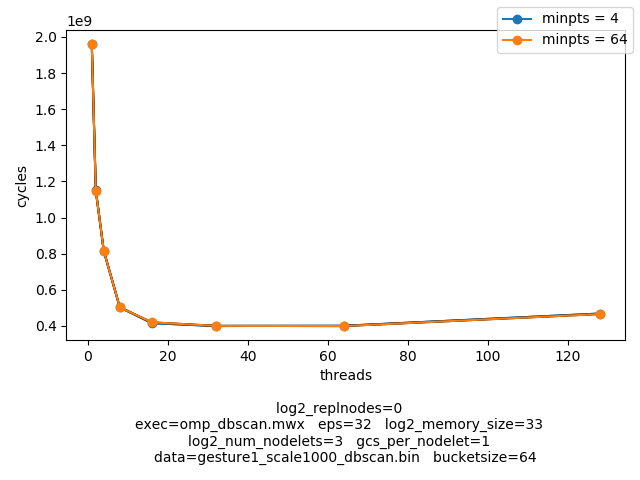 1e9
minpts = 4
minpts = 64
2.0
1.8
1.6
1.4
1.2
1.0
0.8
0.6
0.4
cycles
0 20 40 60 80 100 120
threads
log2_replnodes=0
exec=omp_dbscan.mwx eps=32 log2_memory_size=33
log2_num_nodelets=3 gcs_per_nodelet=1
data=gesture1_scale1000_dbscan.bin bucketsize=64